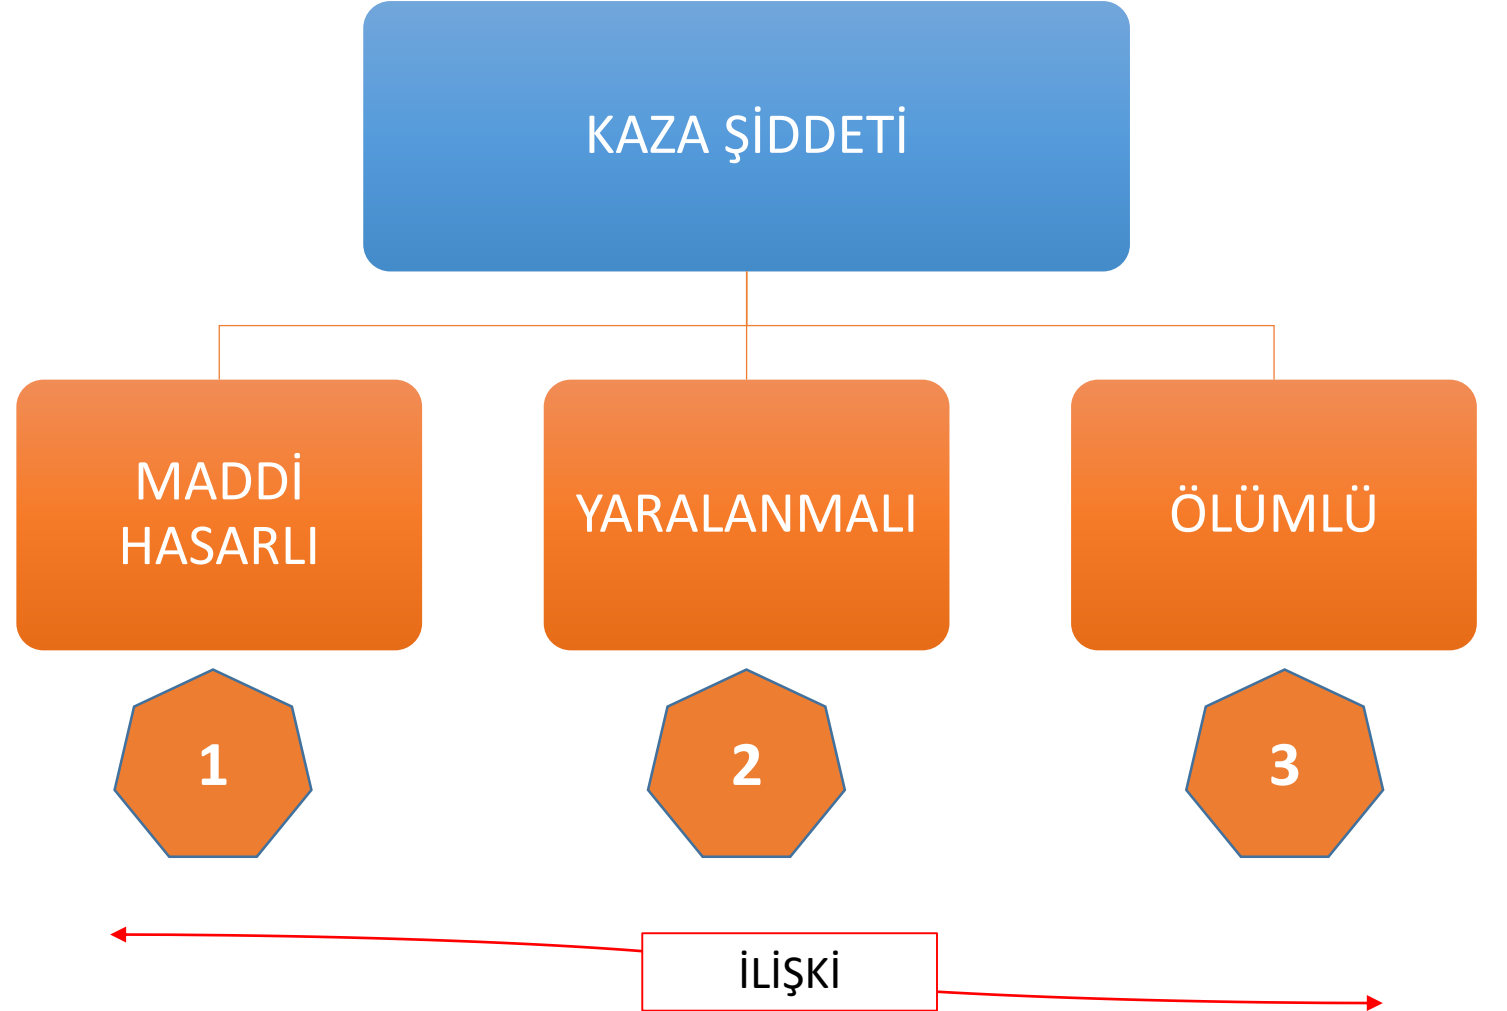 KAZA ŞİDDETİ
MADDİ
HASARLI
YARALANMALI
ÖLÜMLÜ
1
2
3
İLİŞKİ